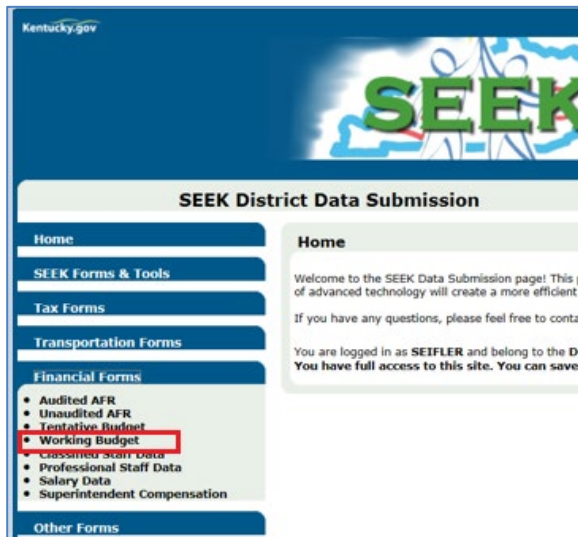 Kentucky.gov
SEEK
SEEK District Data Submission
Home
SEEK Forms & Tools
Tax Forms
Transportation Forms
Financial Forms
• Audited AFR
• Unaudited AFR
• Tentative Budget
• Working Budget
• Classified Staff Data
• Professional Staff Data
• Salary Data
• Superintendent Compensation
Other Forms
Home
Welcome to the SEEK Data Submission page! This
of advanced technology will create a more efficient
If you have any questions, please feel free to conta
You are logged in as SEIFLER and belong to the D
You have full access to this site. You can save